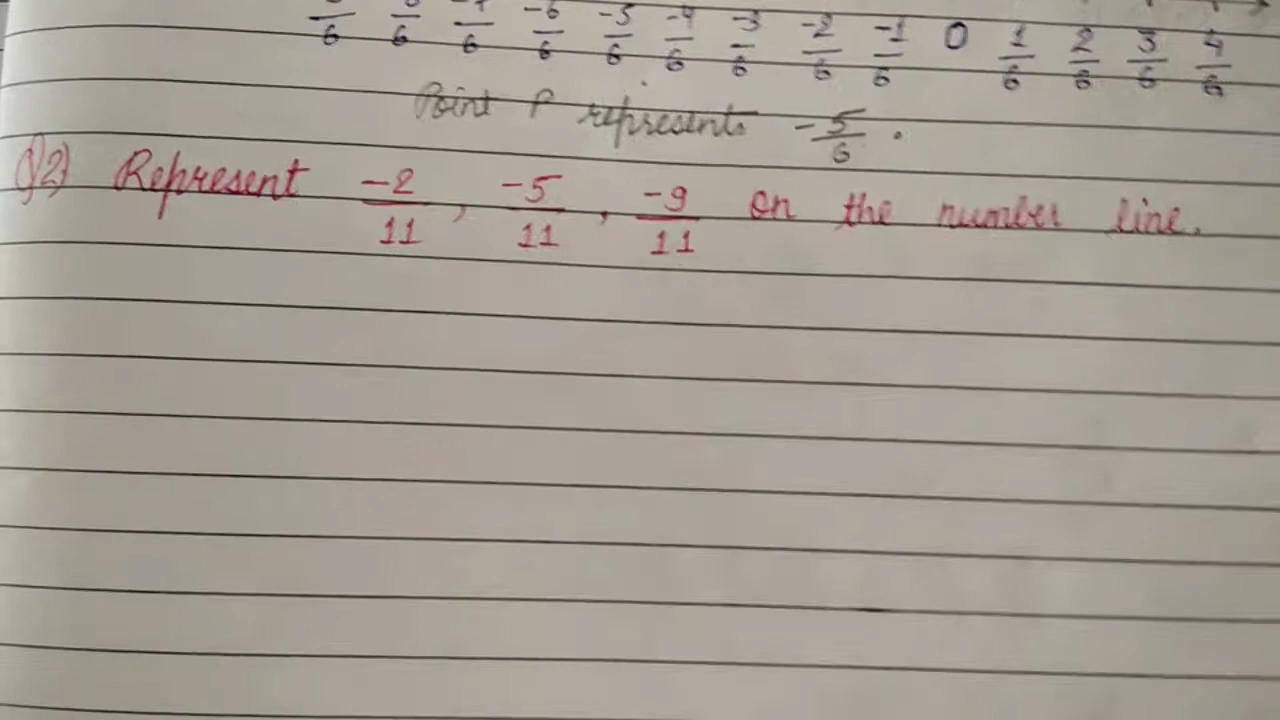 -6/6 -5/6 -4/6 -3/6 -2/6 -1/6 0 1/6 2/6 3/6 4/6
Point P represents -5/6.
Q2) Represent -2/11, -5/11, -9/11 on the number line.